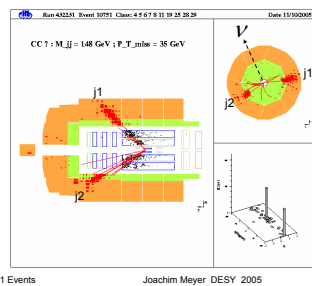 Run 432231 Event 10751 Class: 4 5 6 7 8 11 19 25 28 29
Date 11/10/2005
CC ? : M_jj = 148 GeV ; P_T_miss = 35 GeV
ν
j1
j2
j1
j2
1 Events
Joachim Meyer DESY 2005